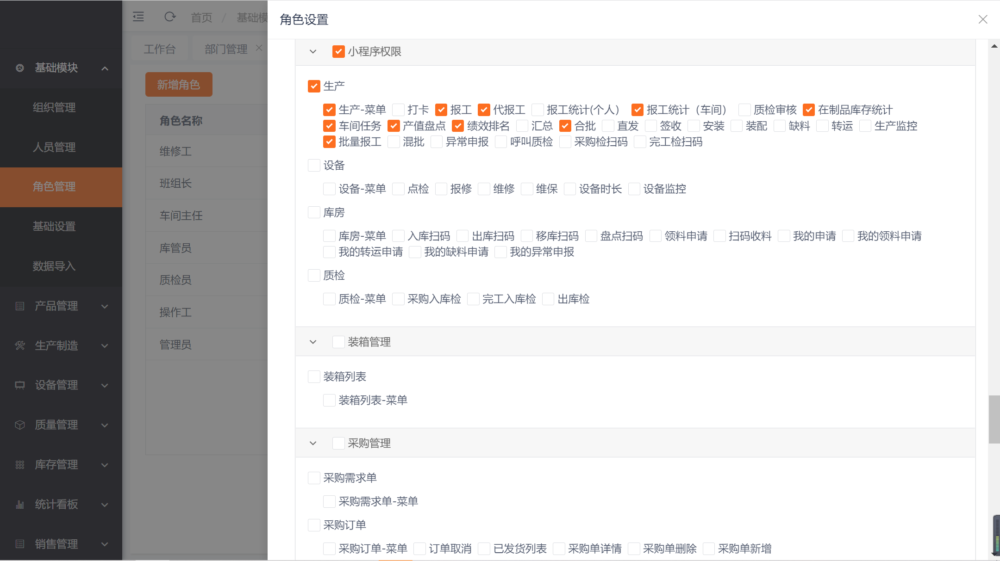 首页 / 基础模
角色设置
工作台 部门管理
基础模块
组织管理
人员管理
角色管理
基础设置
数据导入
产品管理
生产制造
设备管理
质量管理
库存管理
统计看板
销售管理
新增角色
角色名称
维修工
班组长
车间主任
库管员
质检员
操作工
管理员
小程序权限
生产
生产-菜单 打卡 报工 代报工 报工统计(个人） 报工统计（车间） 质检审核 在制品库存统计
车间任务 产值盘点 绩效排名 汇总 合批 直发 签收 安装 装配 缺料 转运 生产监控
批量报工 混批 异常申报 呼叫质检 采购检扫码 完工检扫码
设备
设备-菜单 点检 报修 维修 维保 设备时长 设备监控
库房
库房-菜单 入库扫码 出库扫码 移库扫码 盘点扫码 领料申请 扫码收料 我的申请 我的领料申请
我的转运申请 我的缺料申请 我的异常申报
质检
质检-菜单 采购入库检 完工入库检 出库检
装箱管理
装箱列表
装箱列表-菜单
采购管理
采购需求单
采购需求单-菜单
采购订单
采购订单-菜单 订单取消 已发货列表 采购单详情 采购单删除 采购单新增